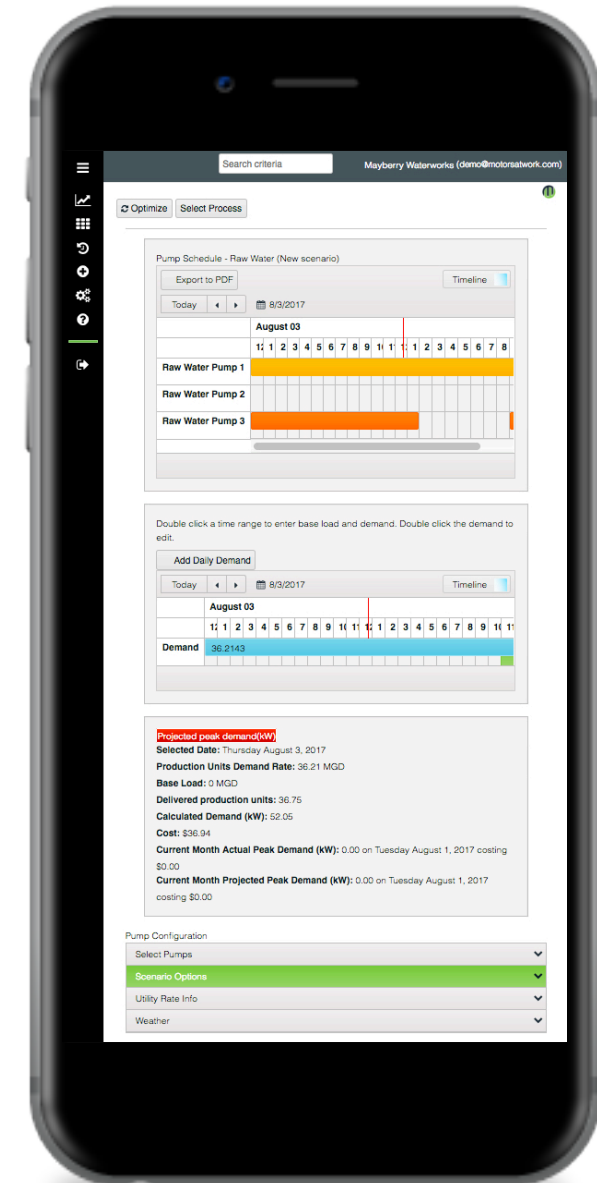 Search criteria
Mayberry Waterworks (demo@motorsatwork.com)
Optimize Select Process
Pump Schedule - Raw Water (New scenario)
Export to PDF Timeline
Today 8/3/2017
August 03
1 2 3 4 5 6 7 8 9 1 2 3 4 5 6 7 8
Raw Water Pump 1
Raw Water Pump 2
Raw Water Pump 3
Double click a time range to enter base load and demand. Double click the demand to
edit.
Add Daily Demand
Today 8/3/2017 Timeline
August 03
1 2 3 4 5 6 7 8 9 1 2 3 4 5 6 7 8 9
Demand 36.2143
Projected peak demand(kW)
Selected Date: Thursday August 3, 2017
Production Units Demand Rate: 36.21 MGD
Base Load: 0 MGD
Delivered production units: 36.75
Calculated Demand (kW): 52.05
Cost: $36.94
Current Month Actual Peak Demand (kW): 0.00 on Tuesday August 1, 2017 costing
$0.00
Current Month Projected Peak Demand (kW): 0.00 on Tuesday August 1, 2017
costing $0.00
Pump Configuration
Select Pumps
Scenario Options
Utility Rate Info
Weather